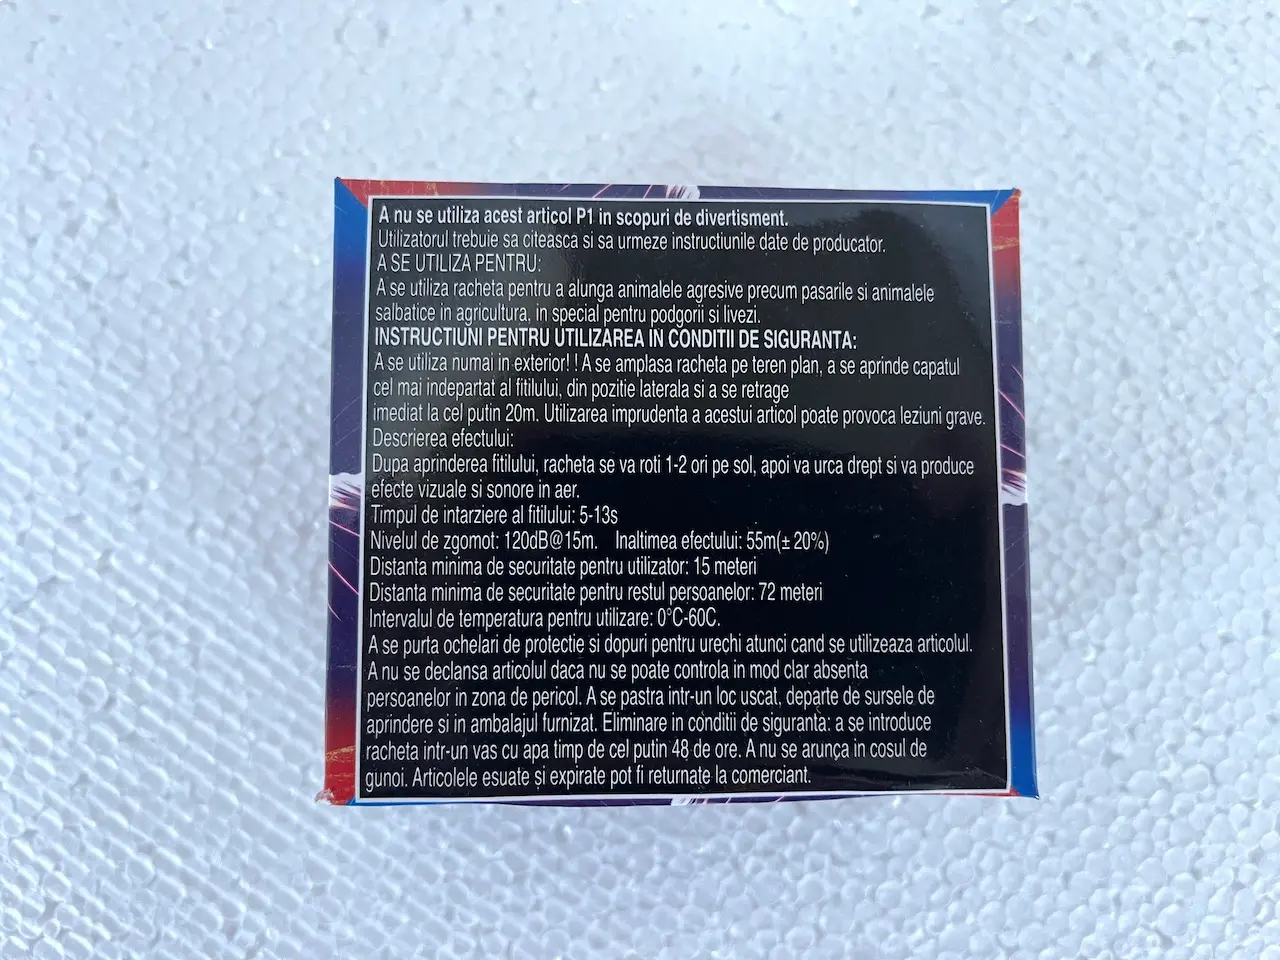 A nu se utiliza acest articol P1 in scopuri de divertisment.
Utilizatorul trebuie sa citeasca si sa urmeze instructiunile date de producator.
A SE UTILIZA PENTRU:
A se utiliza racheta pentru a alunga animalele agresive precum pasarile si animalele
salbatice in agricultura, in special pentru podgorii si livezi.
INSTRUCTIUNI PENTRU UTILIZAREA IN CONDITII DE SIGURANTA:
A se utiliza numai in exterior! ! A se amplasa racheta pe teren plan, a se aprinde capatul
cel mai indepartat al fitilului, din pozitie laterala si a se retrage
imediat la cel putin 20m. Utilizarea imprudenta a acestui articol poate provoca leziuni grave.
Descrierea efectului:
Dupa aprinderea fitilului, racheta se va roti 1-2 ori pe sol, apoi va urca drept si va produce
efecte vizuale si sonore in aer.
Timpul de intarziere al fitilului: 5-13s
Nivelul de zgomot: 120dB@15m. Inaltimea efectului: 55m(± 20%)
Distanta minima de securitate pentru utilizator: 15 meteri
Distanta minima de securitate pentru restul persoanelor: 72 meteri
Intervalul de temperatura pentru utilizare: 0°C-60C.
A se purta ochelari de protectie si dopuri pentru urechi atunci cand se utilizeaza articolul.
A nu se declansa articolul daca nu se poate controla in mod clar absenta
persoanelor in zona de pericol. A se pastra intr-un loc uscat, departe de sursele de
aprindere si in ambalajul furnizat. Eliminare in conditii de siguranta: a se introduce
racheta intr-un vas cu apa timp de cel putin 48 de ore. A nu se arunça in cosul de
gunoi. Articolele esuate și expirate pot fi returnate la comerciant.